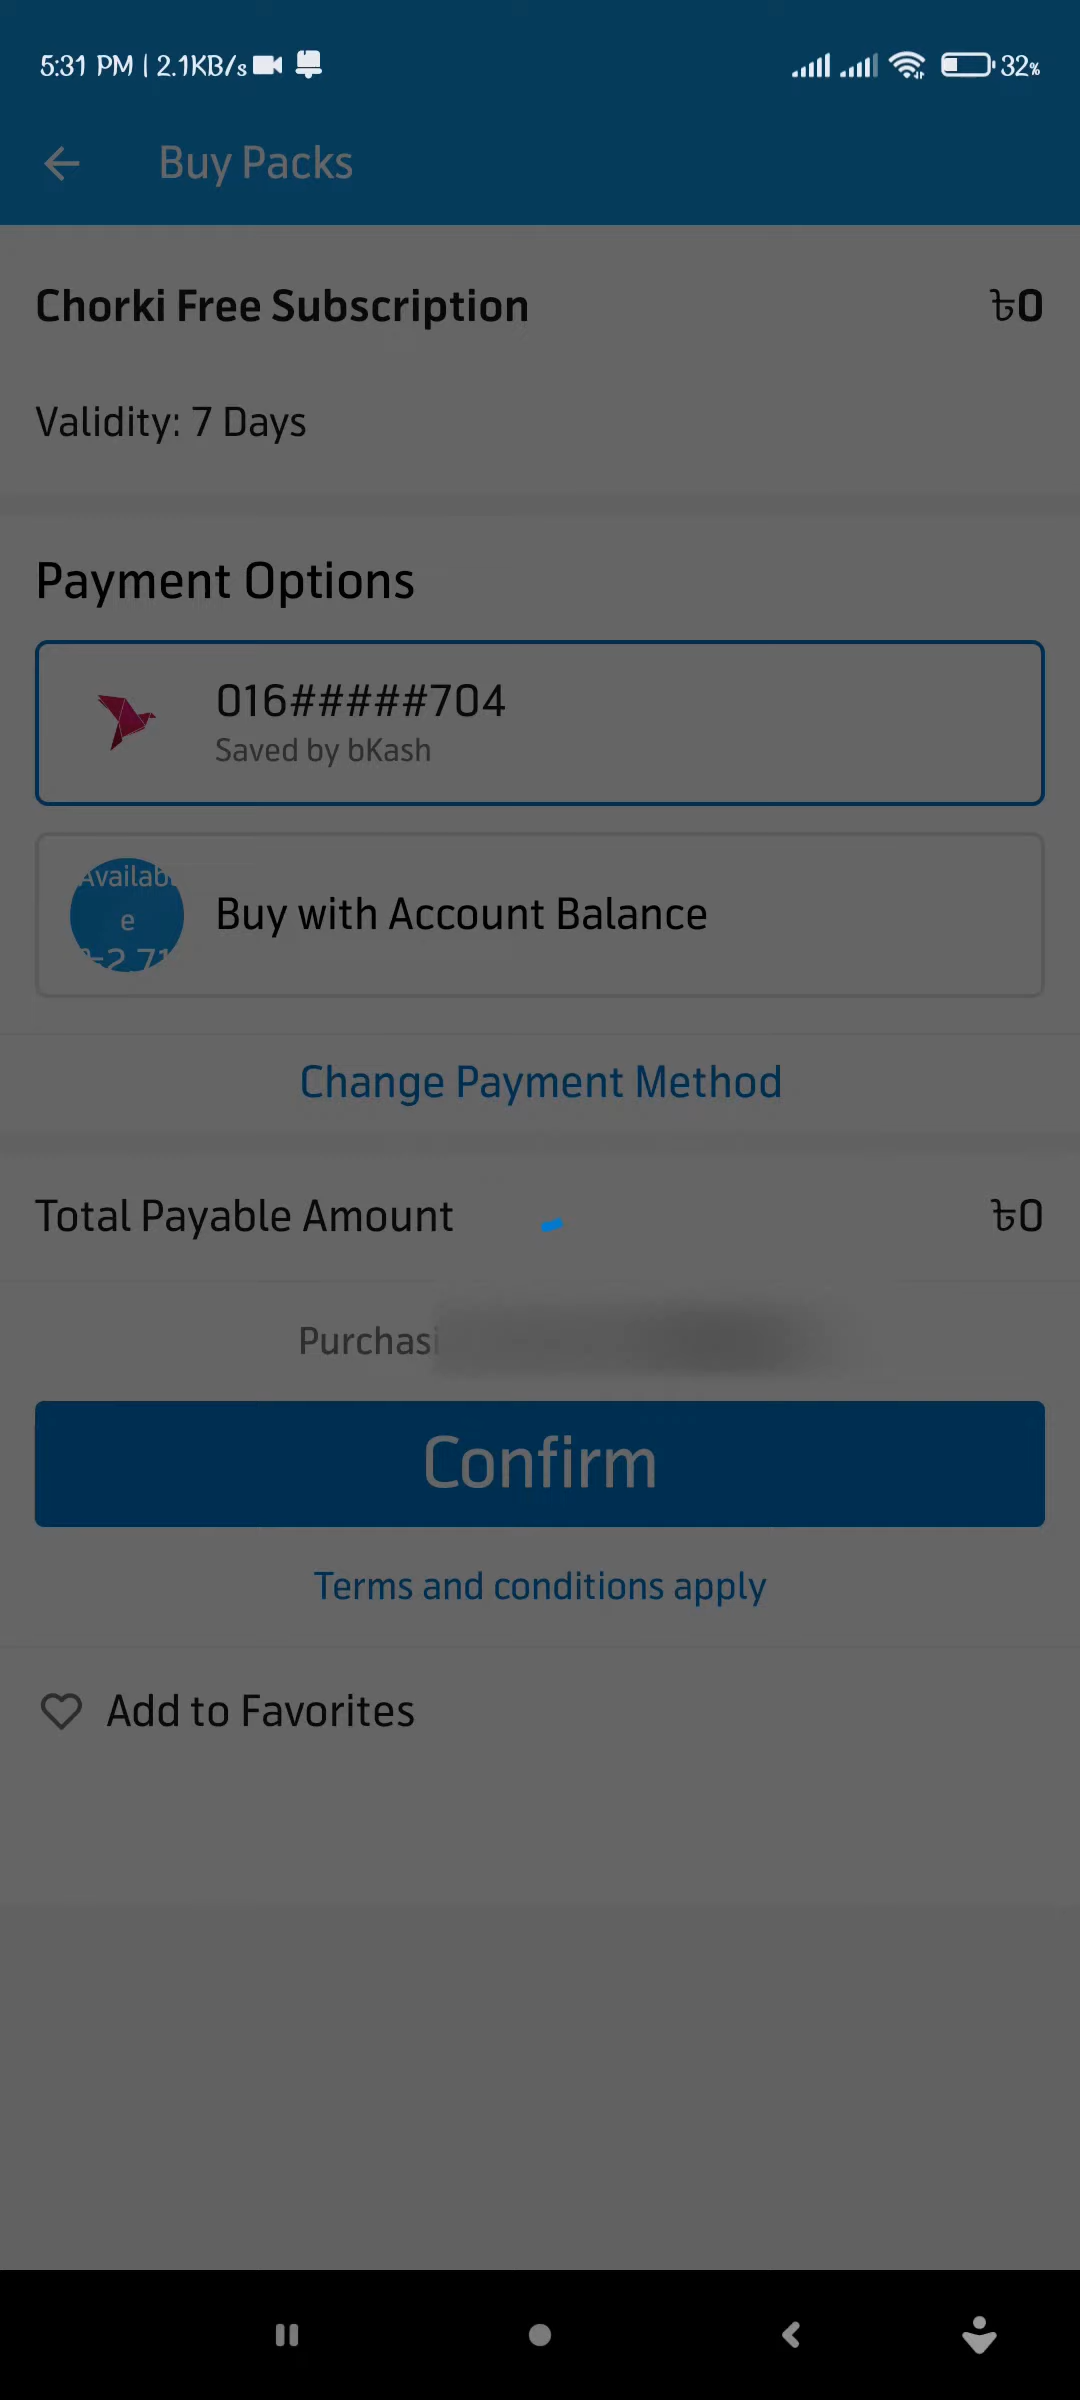 5:31 PM | 2.1KB/s
32%
Buy Packs
Chorki Free Subscription
৳0
Validity: 7 Days
Payment Options
016#####704
Saved by bKash
Buy with Account Balance
Change Payment Method
Total Payable Amount
৳0
Confirm
Terms and conditions apply
Add to Favorites